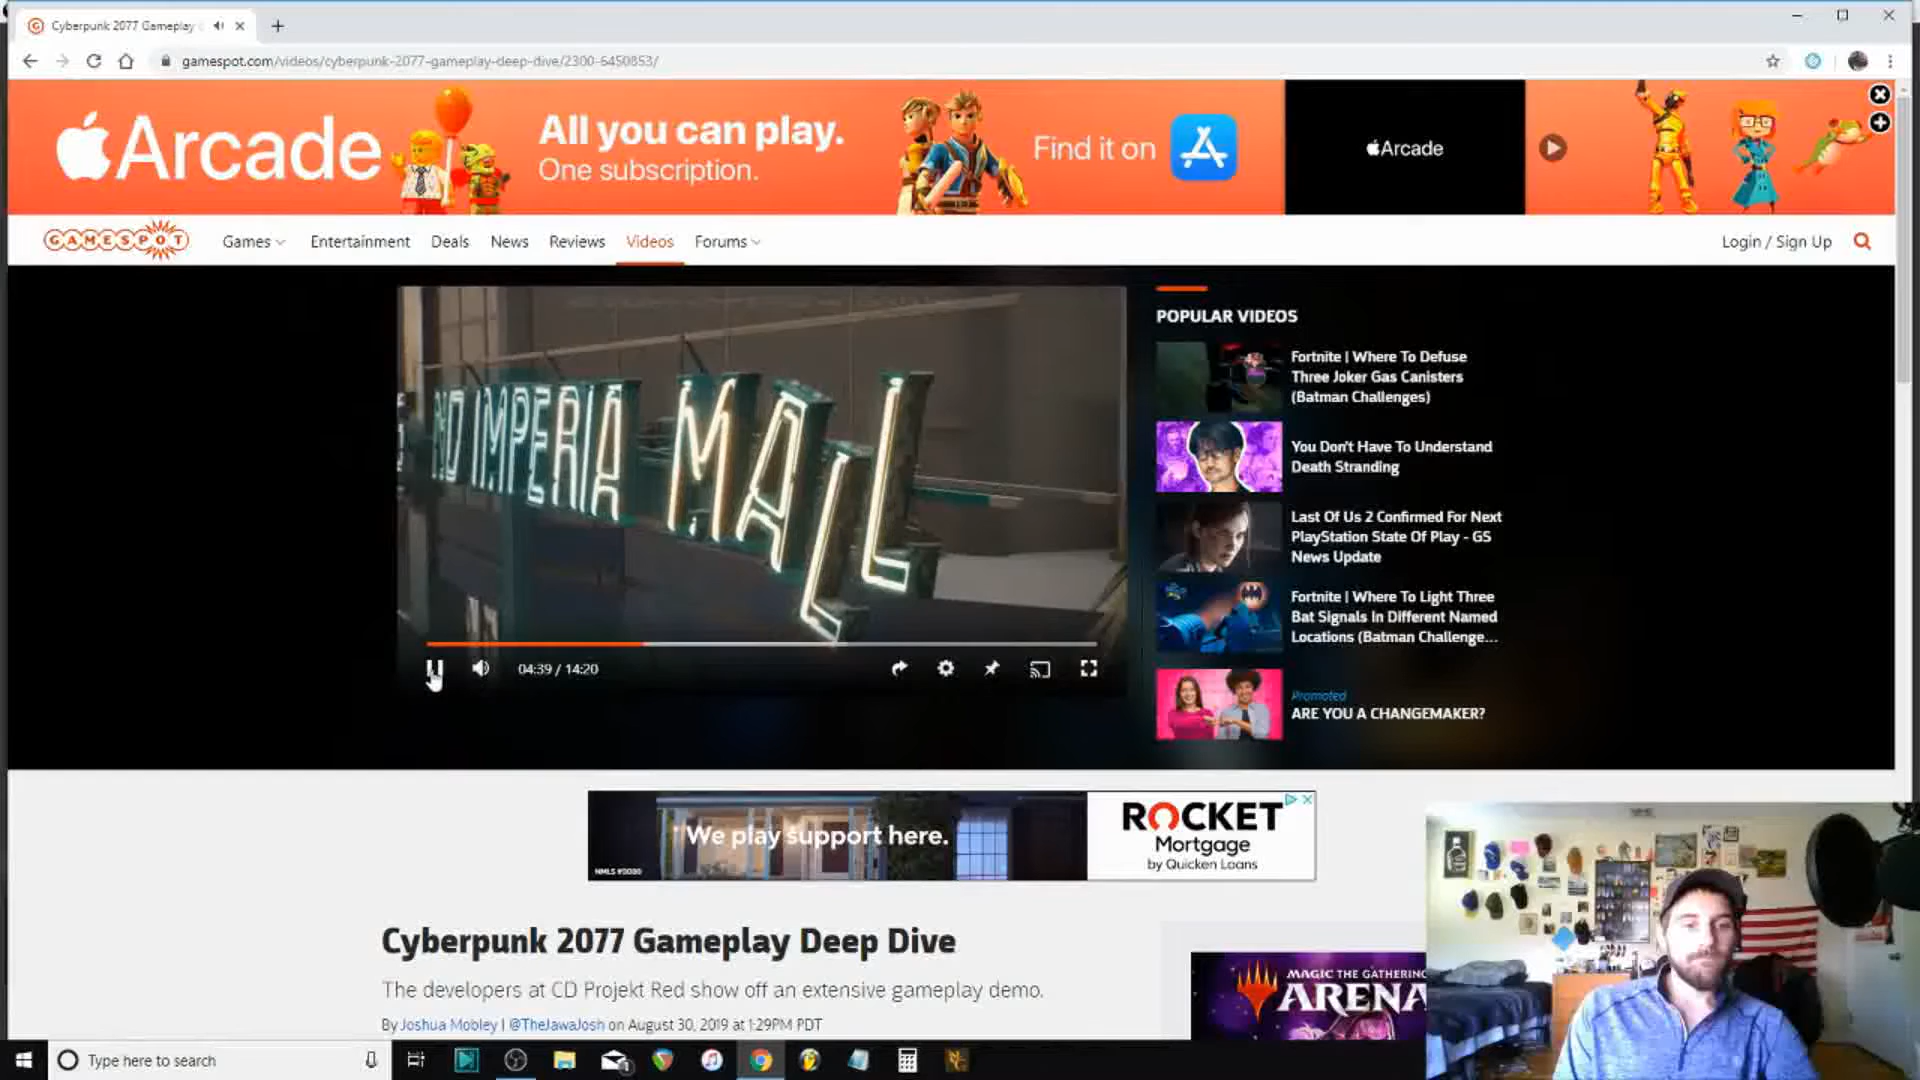 Cyberpunk 2077 Gameplay
gamespot.com/videos/cyberpunk-2077-gameplay-deep-dive/2300-6450853/
Arcade
All you can play.
One subscription.
Find it on
Arcade
GAMESPOT
Games
Entertainment
Deals
News
Reviews
Videos
Forums
Login / Sign Up
NO IMPERIA MALL
04:39 / 14:20
POPULAR VIDEOS
Fortnite | Where To Defuse
Three Joker Gas Canisters
(Batman Challenges)
You Don't Have To Understand
Death Stranding
Last Of Us 2 Confirmed For Next
PlayStation State Of Play - GS
News Update
Fortnite | Where To Light Three
Bat Signals In Different Named
Locations (Batman Challenge...
Promoted
ARE YOU A CHANGEMAKER?
We play support here.
NMLS #3030
ROCKET
Mortgage
by Quicken Loans
Cyberpunk 2077 Gameplay Deep Dive
The developers at CD Projekt Red show off an extensive gameplay demo.
By Joshua Mobley | @TheJawaJosh on August 30, 2019 at 1:29PM PDT
MAGIC THE GATHERING
ARENA
Type here to search